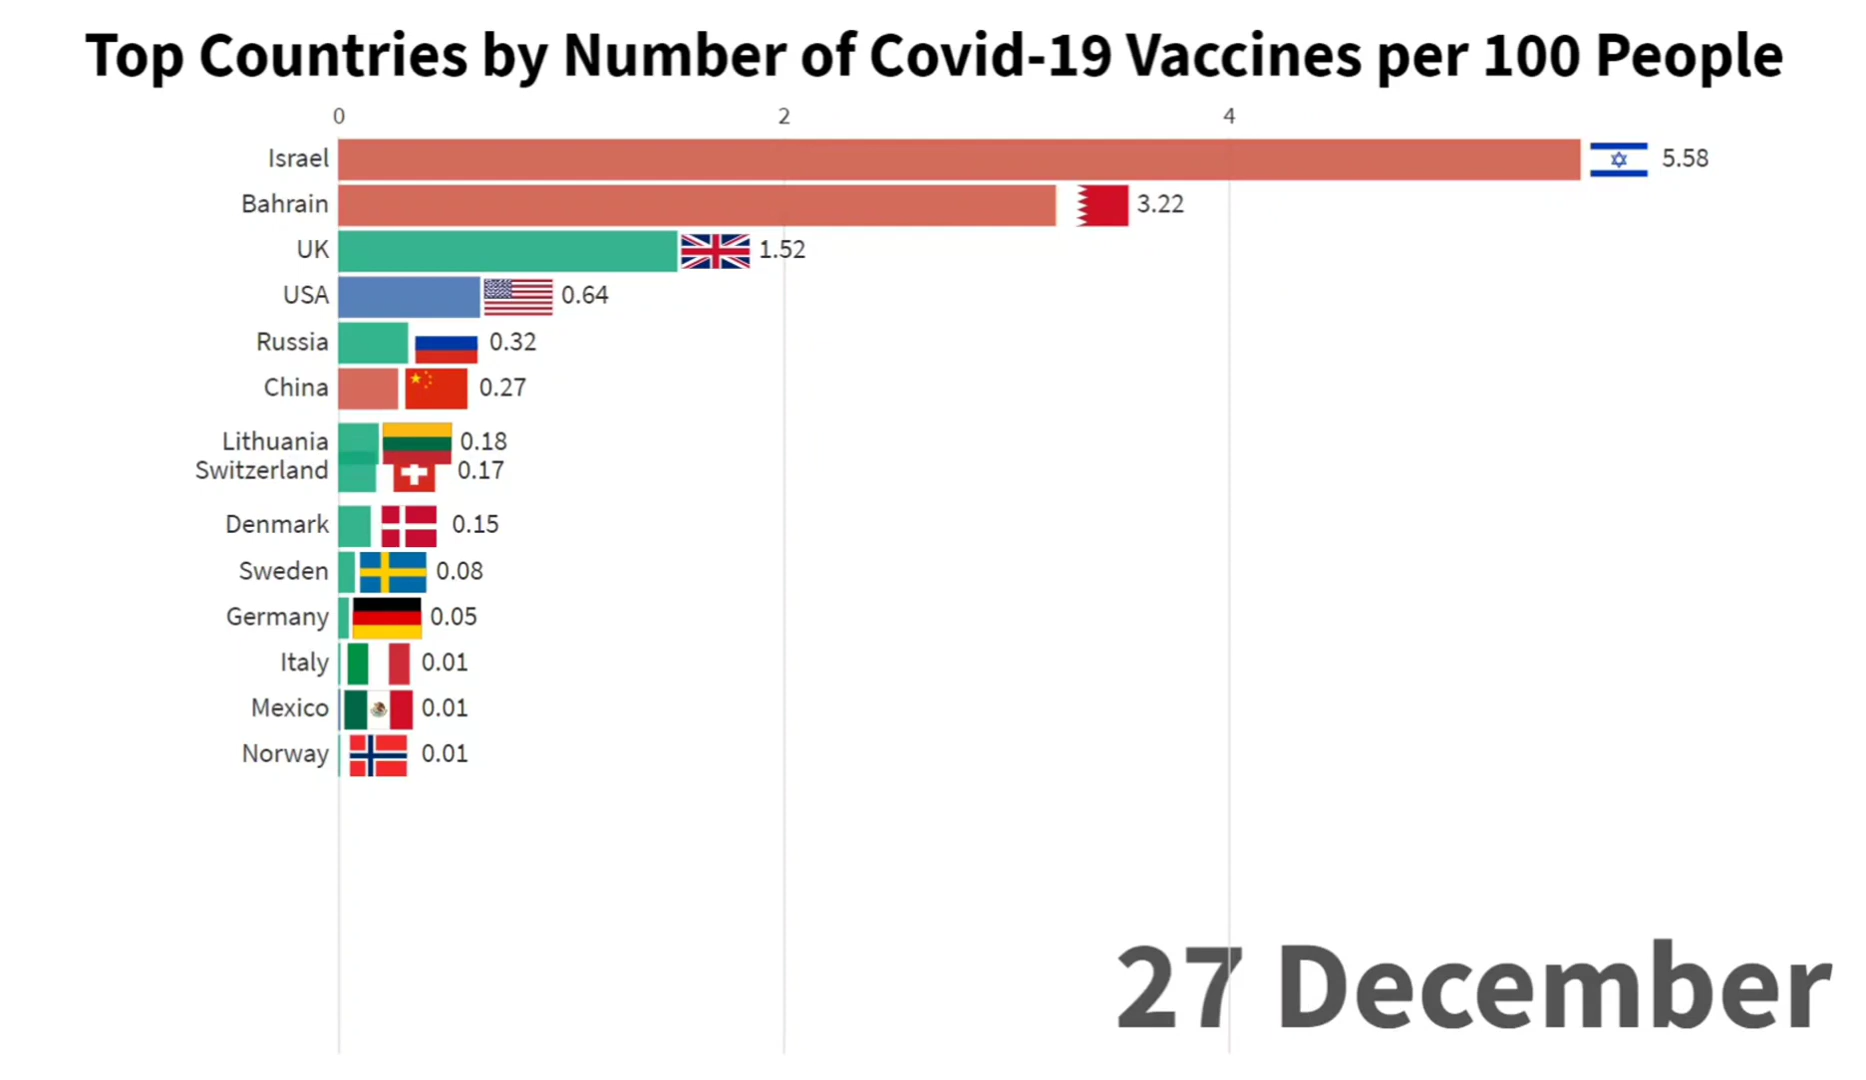 Top Countries by Number of Covid-19 Vaccines per 100 People
0 2 4
Israel 5.58
Bahrain 3.22
UK 1.52
USA 0.64
Russia 0.32
China 0.27
Lithuania 0.18
Switzerland 0.17
Denmark 0.15
Sweden 0.08
Germany 0.05
Italy 0.01
Mexico 0.01
Norway 0.01
27 December